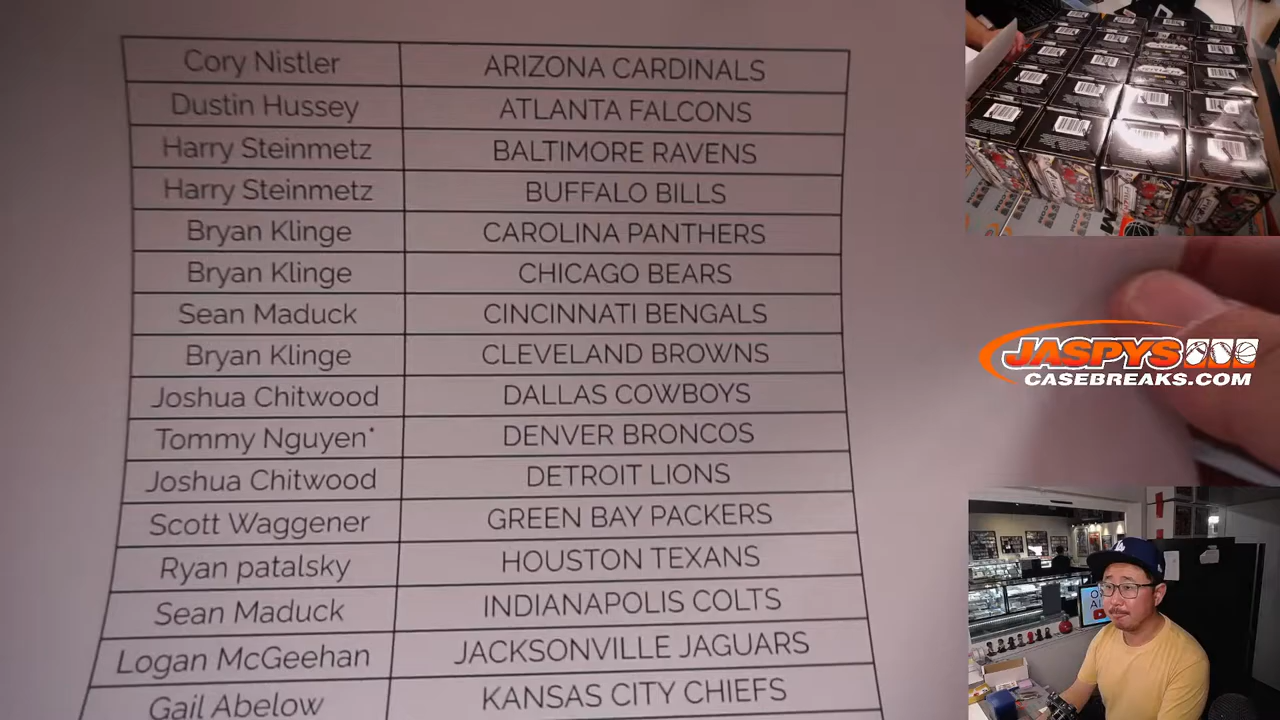 Cory Nistler ARIZONA CARDINALS
Dustin Hussey ATLANTA FALCONS
Harry Steinmetz BALTIMORE RAVENS
Harry Steinmetz BUFFALO BILLS
Bryan Klinge CAROLINA PANTHERS
Bryan Klinge CHICAGO BEARS
Sean Maduck CINCINNATI BENGALS
Bryan Klinge CLEVELAND BROWNS
Joshua Chitwood DALLAS COWBOYS
Tommy Nguyen* DENVER BRONCOS
Joshua Chitwood DETROIT LIONS
Scott Waggener GREEN BAY PACKERS
Ryan patalsky HOUSTON TEXANS
Sean Maduck INDIANAPOLIS COLTS
Logan McGeehan JACKSONVILLE JAGUARS
Gail Abelow KANSAS CITY CHIEFS
JASPYS
CASEBREAKS.COM